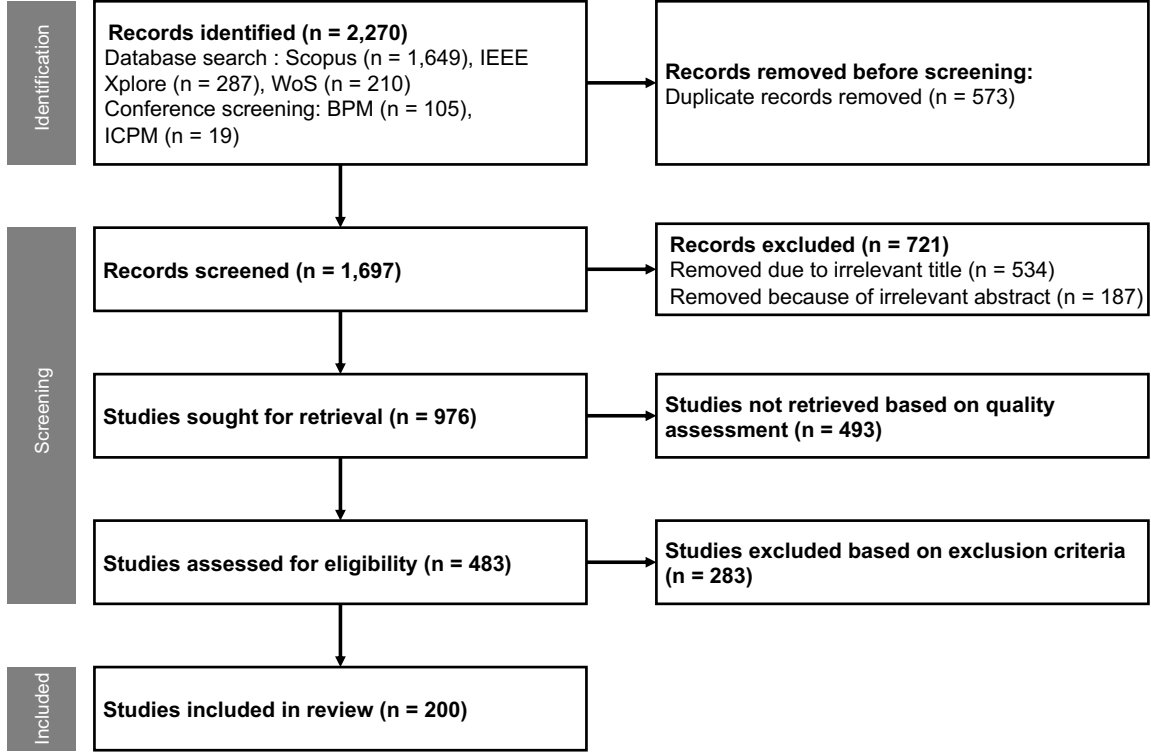 Identification
Records identified (n = 2,270)
Database search : Scopus (n = 1,649), IEEE
Xplore (n = 287), WoS (n = 210)
Conference screening: BPM (n = 105),
ICPM (n = 19)
Records removed before screening:
Duplicate records removed (n = 573)
Screening
Records screened (n = 1,697)
Records excluded (n = 721)
Removed due to irrelevant title (n = 534)
Removed because of irrelevant abstract (n = 187)
Studies sought for retrieval (n = 976)
Studies not retrieved based on quality
assessment (n = 493)
Studies assessed for eligibility (n = 483)
Studies excluded based on exclusion criteria
(n = 283)
Included
Studies included in review (n = 200)